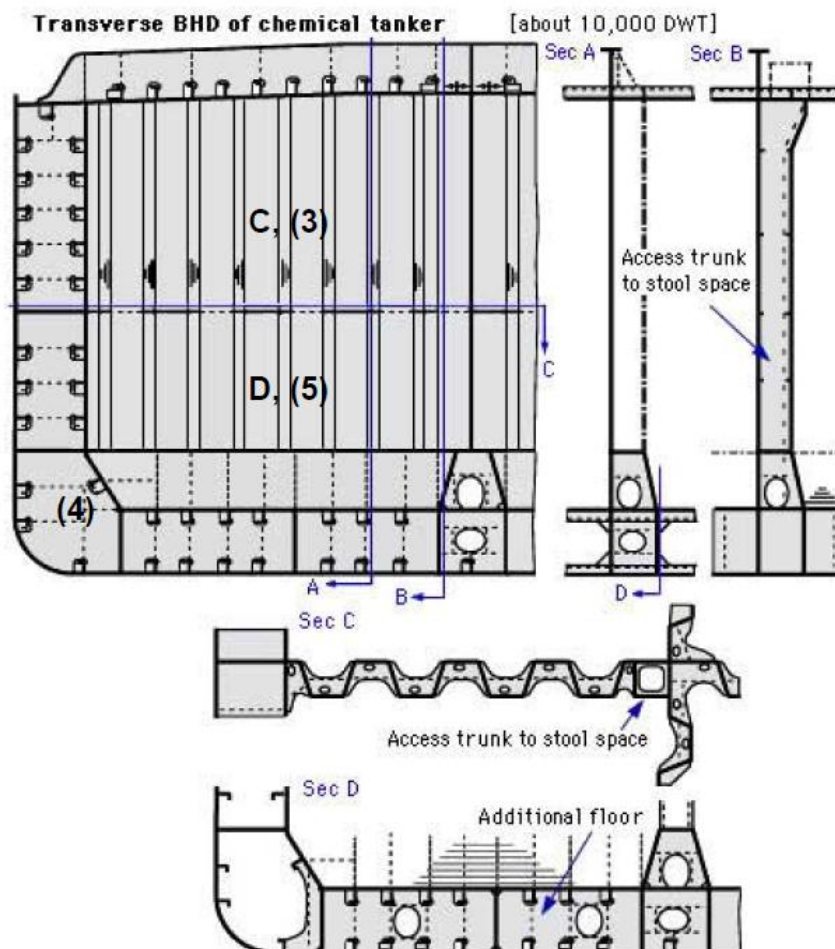 Transverse BHD of chemical tanker [about 10,000 DWT]
Sec A
Sec B
C, (3)
Access trunk
to stool space
C
D, (5)
(4)
A
B
D
Sec C
Access trunk to stool space
Sec D
Additional floor